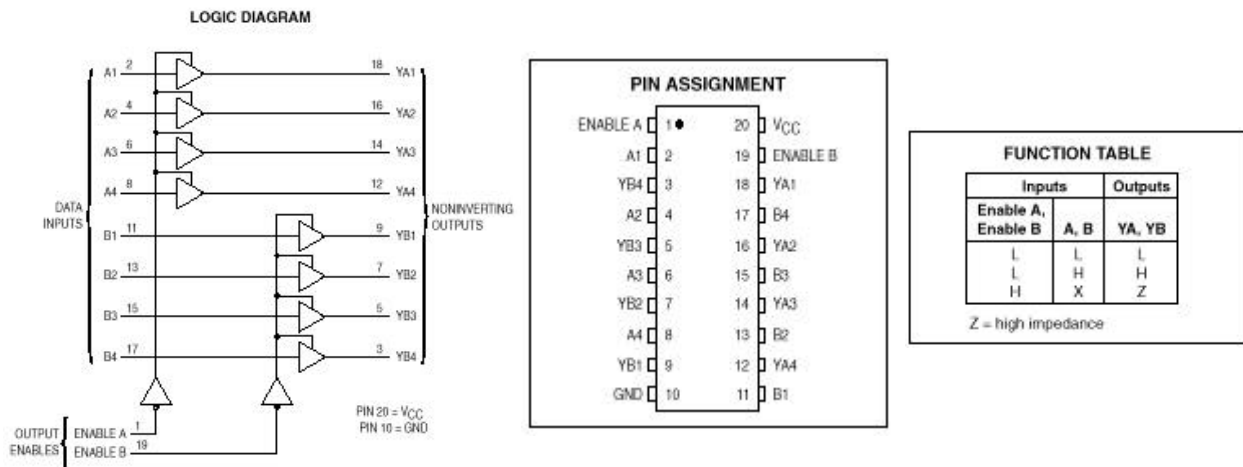 LOGIC DIAGRAM
A1 2 18 YA1
A2 4 16 YA2
A3 6 14 YA3
A4 8 12 YA4
DATA
INPUTS
NONINVERTING
OUTPUTS
B1 11 9 YB1
B2 13 7 YB2
B3 15 5 YB3
B4 17 3 YB4
PIN 20 = VCC
PIN 10 = GND
OUTPUT
ENABLES
ENABLE A 1
ENABLE B 19
PIN ASSIGNMENT
ENABLE A 1 20 VCC
A1 2 19 ENABLE B
YB4 3 18 YA1
A2 4 17 B4
YB3 5 16 YA2
A3 6 15 B3
YB2 7 14 YA3
A4 8 13 B2
YB1 9 12 YA4
GND 10 11 B1
FUNCTION TABLE
Inputs Outputs
Enable A,
Enable B A, B YA, YB
L L L
L H H
H X Z
Z = high impedance